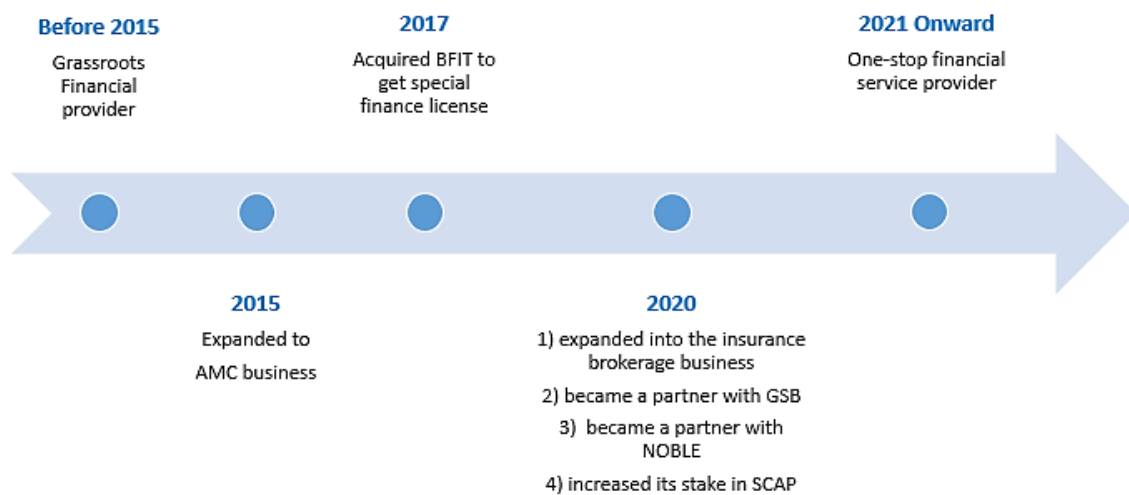 Before 2015
Grassroots
Financial
provider
2015
Expanded to
AMC business
2017
Acquired BFIT to
get special
finance license
2020
1) expanded into the insurance
brokerage business
2) became a partner with GSB
3) became a partner with
NOBLE
4) increased its stake in SCAP
2021 Onward
One-stop financial
service provider